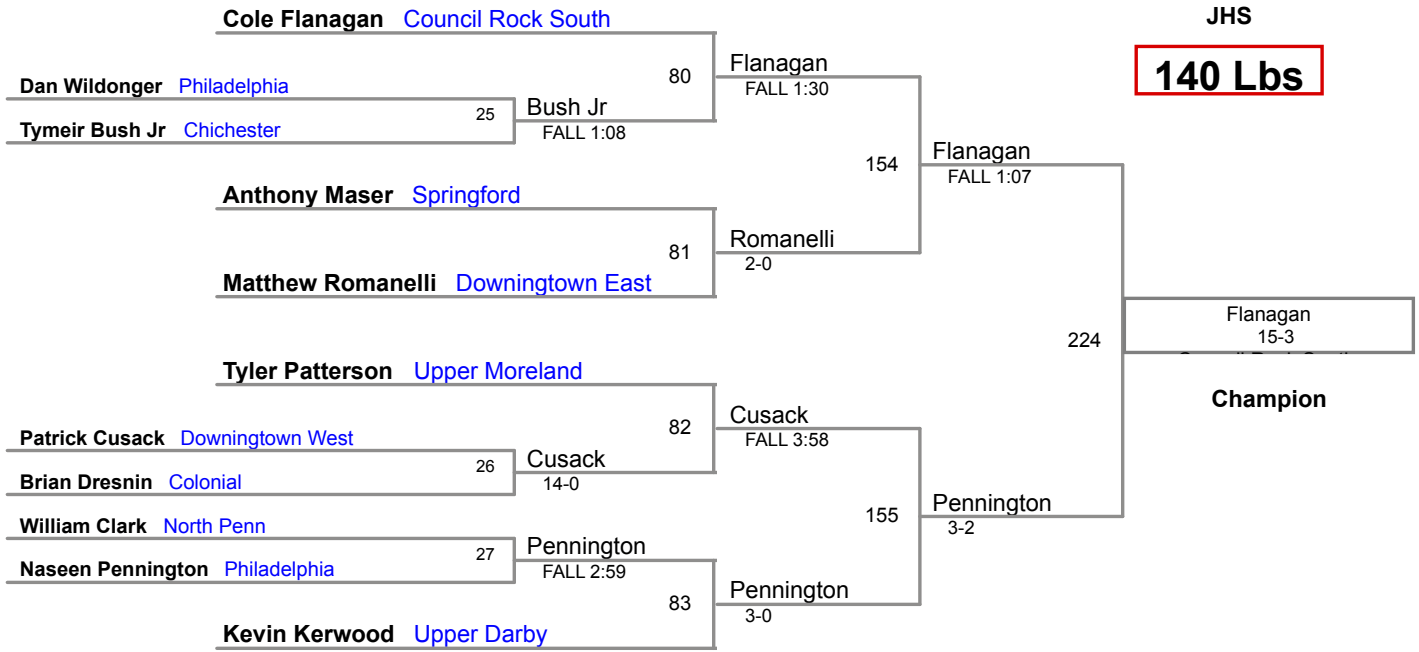 Cole Flanagan Council Rock South
JHS
140 Lbs
80
Flanagan
FALL 1:30
Dan Wildonger Philadelphia
25
Bush Jr
FALL 1:08
Tymeir Bush Jr Chichester
154
Flanagan
FALL 1:07
Anthony Maser Springford
81
Romanelli
2-0
Matthew Romanelli Downingtown East
224
Flanagan
15-3
Champion
Tyler Patterson Upper Moreland
82
Cusack
FALL 3:58
Patrick Cusack Downingtown West
26
Cusack
14-0
Brian Dresnin Colonial
155
Pennington
3-2
William Clark North Penn
27
Pennington
FALL 2:59
Naseen Pennington Philadelphia
83
Pennington
3-0
Kevin Kerwood Upper Darby